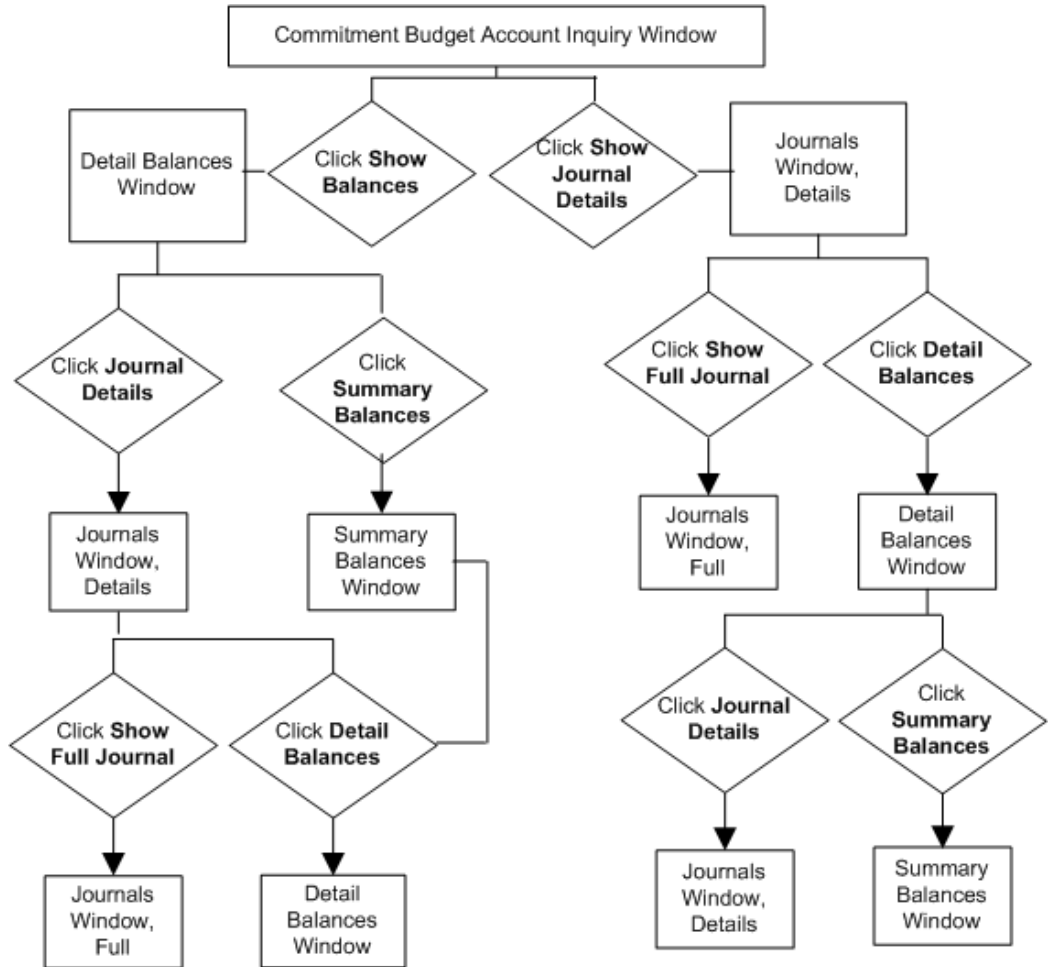 Commitment Budget Account Inquiry Window
Detail Balances
Window
Click Show
Balances
Click Show
Journal
Details
Journals
Window,
Details
Click Journal
Details
Click
Summary
Balances
Click Show
Full Journal
Click Detail
Balances
Journals
Window,
Details
Summary
Balances
Window
Journals
Window,
Full
Detail
Balances
Window
Click Show
Full Journal
Click Detail
Balances
Click Journal
Details
Click
Summary
Balances
Journals
Window,
Full
Detail
Balances
Window
Journals
Window,
Details
Summary
Balances
Window